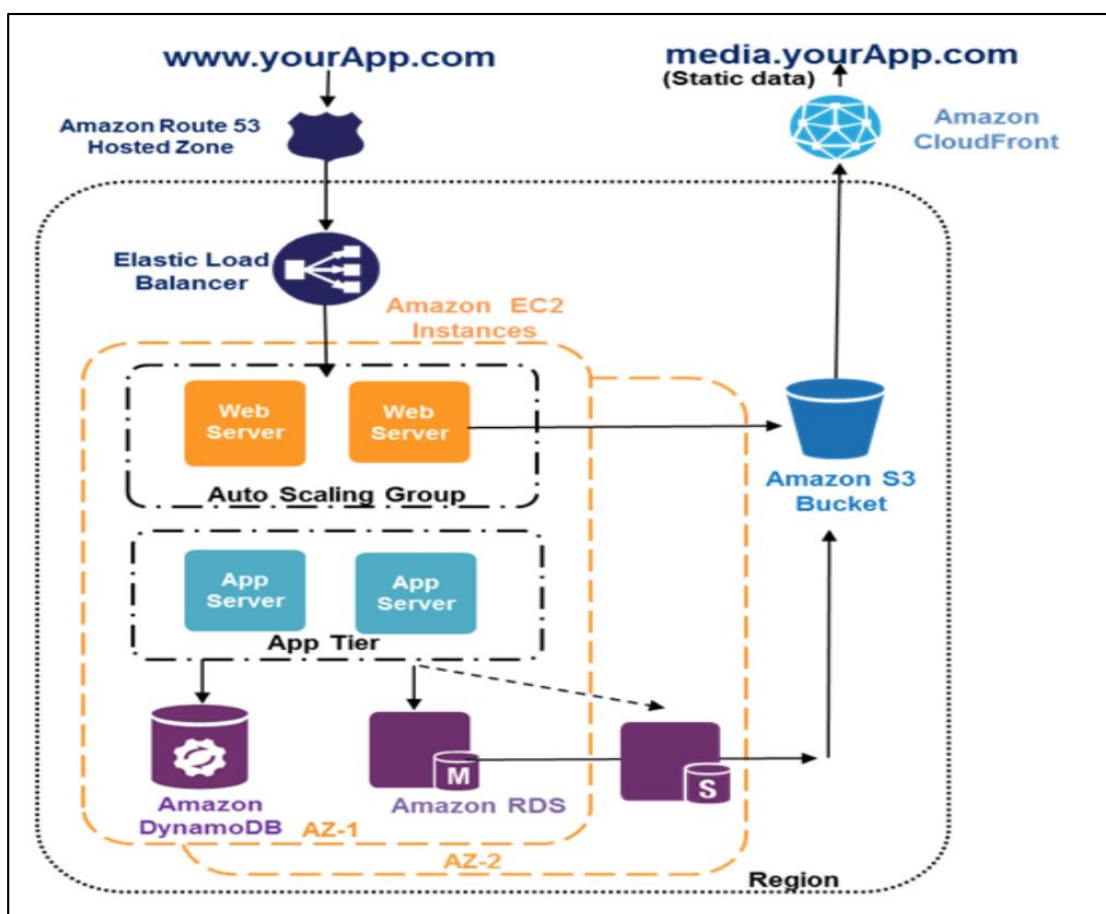 www.yourApp.com
media.yourApp.com
(Static data)
Amazon Route 53
Hosted Zone
Amazon
CloudFront
Elastic Load
Balancer
Amazon EC2
Instances
Web
Server
Web
Server
Auto Scaling Group
Amazon S3
Bucket
App
Server
App
Server
App Tier
M
S
Amazon
DynamoDB
Amazon RDS
AZ-1
AZ-2
Region